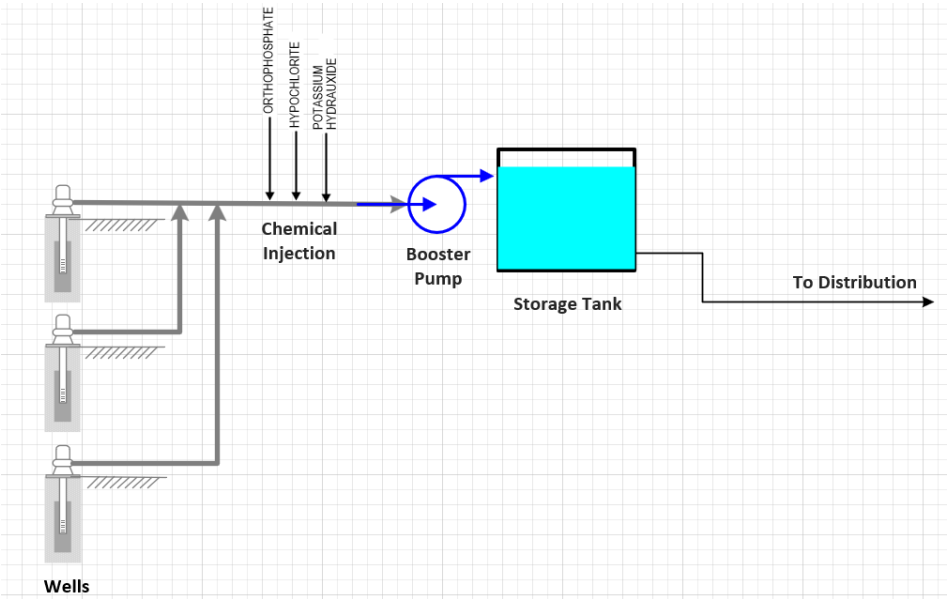 ORTHOPHOSPHATE
HYPOCHLORITE
POTASSIUM
HYDRAUXIDE
Chemical
Injection
Booster
Pump
Storage Tank
To Distribution
Wells